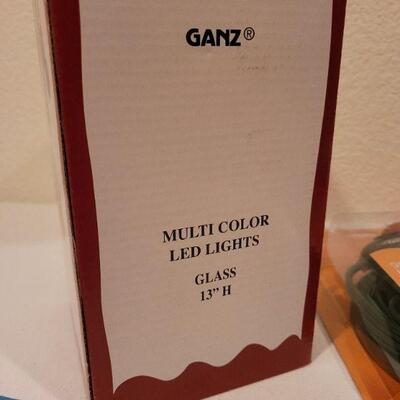 GANZ®
MULTI COLOR
LED LIGHTS
GLASS
13" H